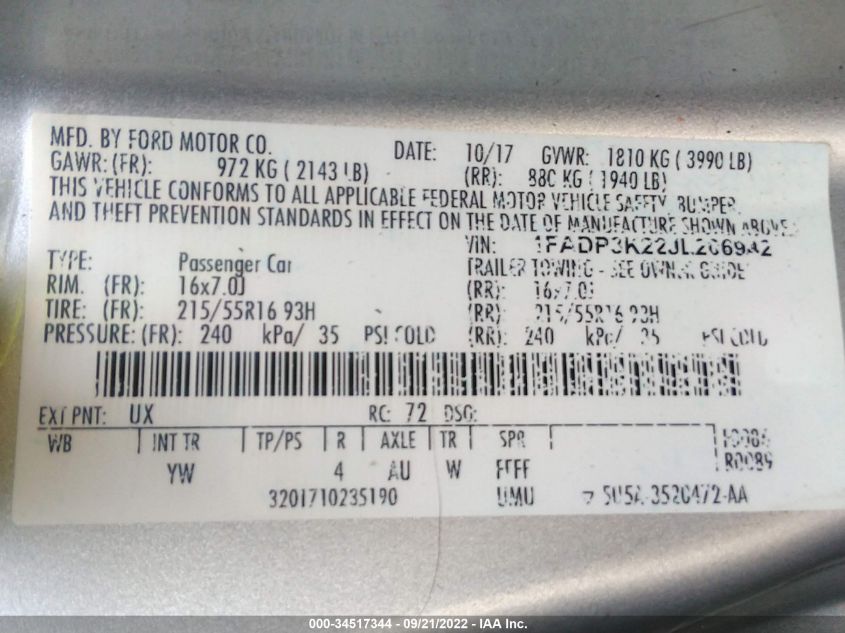 MFD. BY FORD MOTOR CO. DATE: 10/17 GVWR: 1810 KG ( 3990 LB)
GAWR: (FR): 972 KG ( 2143 LB) (RR): 880 KG ( 1940 LB)
THIS VEHICLE CONFORMS TO ALL APPLICABLE FEDERAL MOTOR VEHICLE SAFETY, BUMPER,
AND THEFT PREVENTION STANDARDS IN EFFECT ON THE DATE OF MANUFACTURE SHOWN ABOVE.
VIN: 1FADP3K22JL206942
TYPE: Passenger Car TRAILER TOWING - SEE OWNER GUIDE
RIM. (FR): 16x7.0J (RR): 16x7.0J
TIRE: (FR): 215/55R16 93H (RR): 215/55R16 93H
PRESSURE: (FR): 240 kPa/ 35 PSI COLD (RR): 240 kPa/ 35 PSI COLD
EXT PNT: UX RC: 72 DSO:
WB INT TR TP/PS R AXLE TR SPR
YW 4 AU W FFFF R0089
3201710235190 UMU 5U5A-3520472-AA
000-34517344 - 09/21/2022 - IAA Inc.